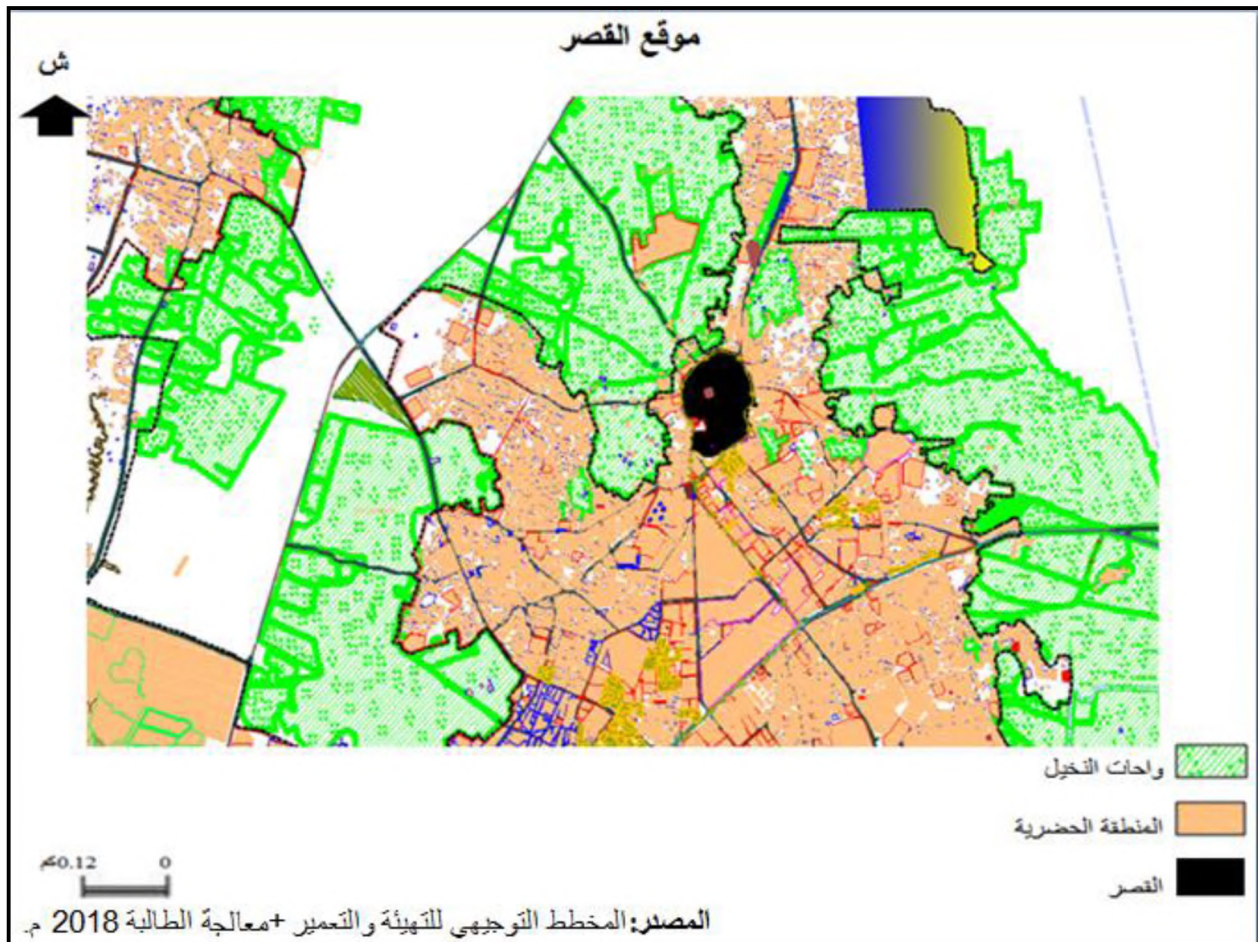 موقع القصر
ش
واحات النخيل
المنطقة الحضرية
القصر
0 0.12كم
المصدر: المخطط التوجيهي للتهيئة والتعمير +معالجة الطالبة 2018 م.